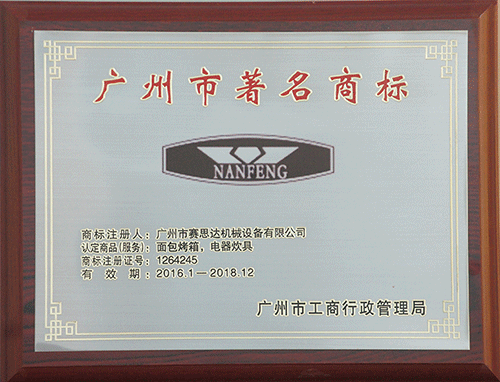 广州市著名商标
NANFENG
商标注册人：广州市赛思达机械设备有限公司
认定商品(服务)：面包烤箱，电器炊具
商标注册证号：1264245
有 效 期：2016.1—2018.12
广州市工商行政管理局